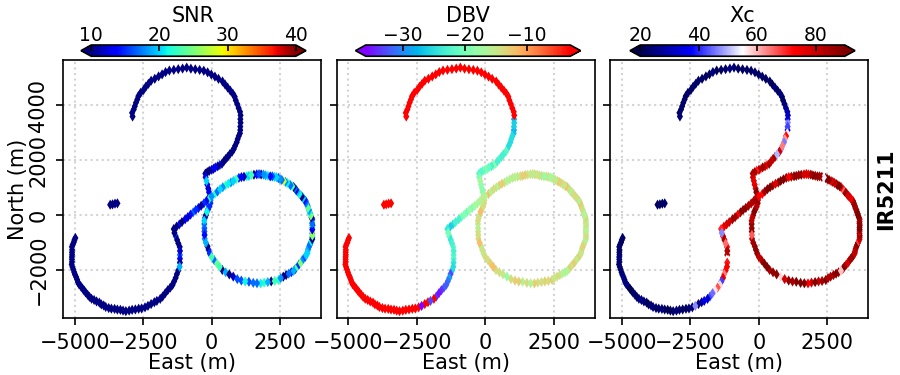 SNR DBV Xc
10 20 30 40 −30 −20 −10 20 40 60 80
North (m)
4000
2000
0
−2000
IR5211
−5000 −2500 0 2500 −5000 −2500 0 2500 −5000 −2500 0 2500
East (m) East (m) East (m)